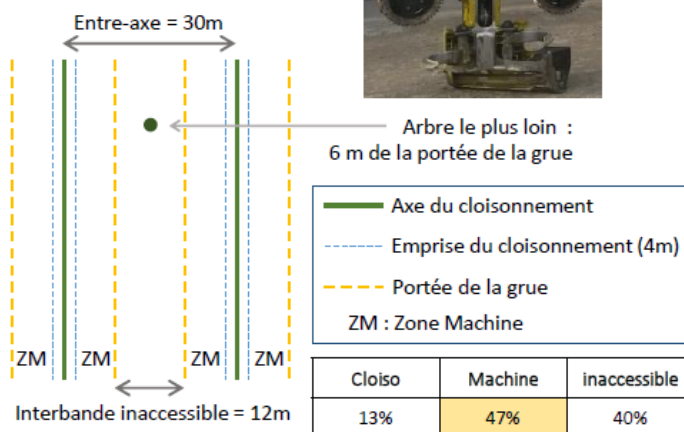 Entre-axe = 30m
Arbre le plus loin :
6 m de la portée de la grue
Axe du cloisonnement
Emprise du cloisonnement (4m)
Portée de la grue
ZM : Zone Machine
ZM ZM ZM ZM
Interbande inaccessible = 12m
Cloiso Machine inaccessible
13% 47% 40%